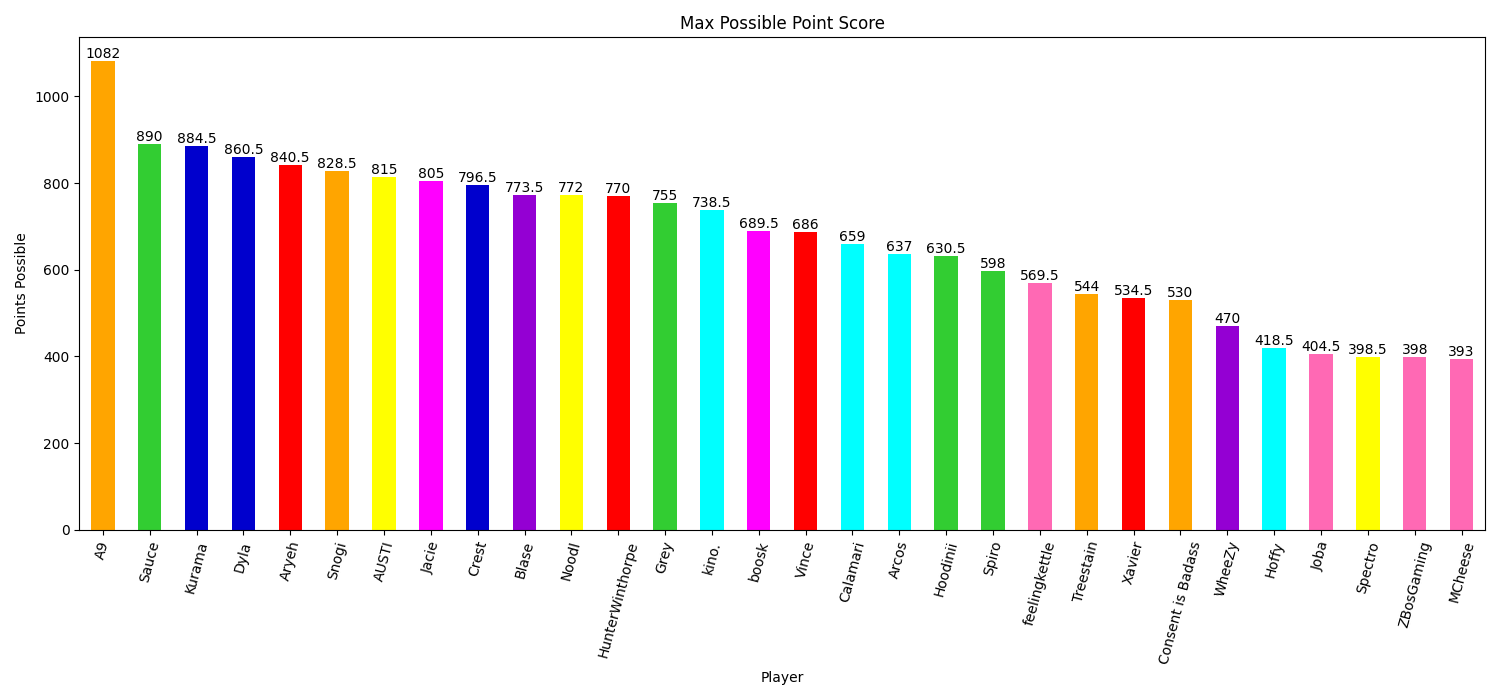 Max Possible Point Score
Points Possible
1000
800
600
400
200
0
1082
890
884.5
860.5
840.5
828.5
815
805
796.5
773.5
772
770
755
738.5
689.5
686
659
637
630.5
598
569.5
544
534.5
530
470
418.5
404.5
398.5
398
393
A9
Sauce
Kurama
Dyla
Aryeh
Snogi
AUSTI
Jacie
Crest
Blase
Noodl
HunterWinthorpe
Grey
kino.
boosk
Vince
Calamari
Arcos
Hoodinii
Spiro
feelingkettle
Treestain
Xavier
Consent is Badass
WheeZy
Hoffy
Joba
Spectro
ZBosGaming
MCheese
Player